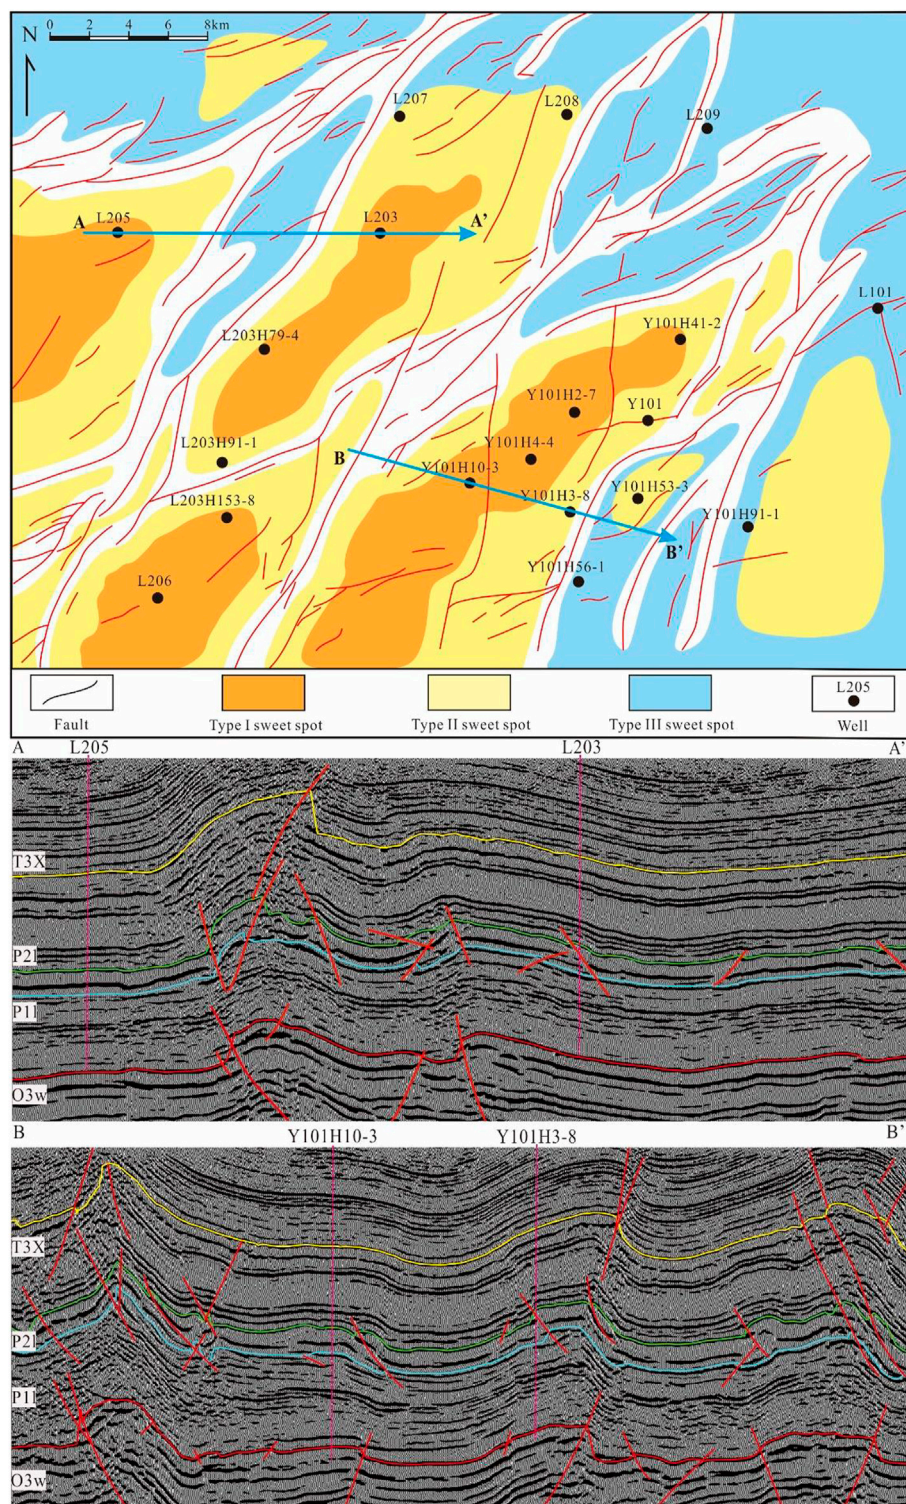 0 2 4 8km
N
L207
L208
L209
A
L205
L203
A'
L101
L203H79-4
Y101H41-2
Y101H2-7
Y101
L203H91-1
B
Y101H4-4
Y101H10-3
L203H153-8
Y101H3-8
Y101H53-3
Y101H91-1
B'
Y101H56-1
L206
L205
Fault
Type I sweet spot
Type II sweet spot
Type III sweet spot
Well
A
L205
L203
A'
T3X
P2l
P1l
O3w
B
Y101H10-3
Y101H3-8
B'
T3X
P2l
P1l
O3w